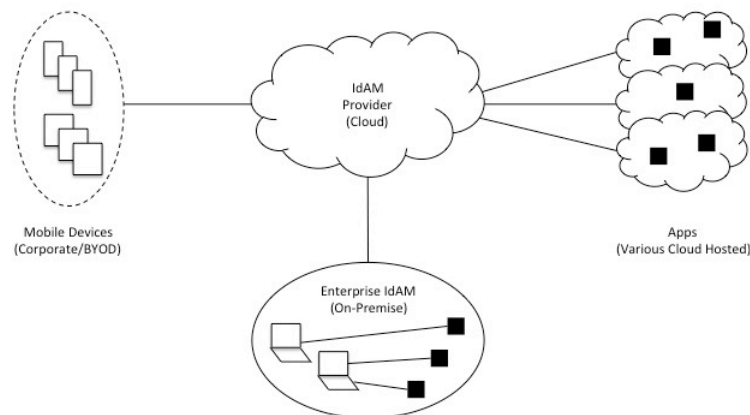 IdAM
Provider
(Cloud)
Mobile Devices
(Corporate/BYOD)
Apps
(Various Cloud Hosted)
Enterprise IdAM
(On-Premise)